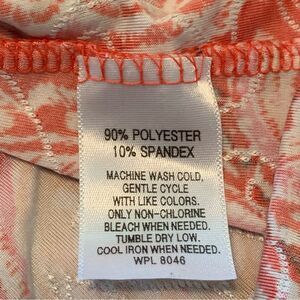 90% POLYESTER
10% SPANDEX
MACHINE WASH COLD,
GENTLE CYCLE
WITH LIKE COLORS.
ONLY NON-CHLORINE
BLEACH WHEN NEEDED.
TUMBLE DRY LOW.
COOL IRON WHEN NEEDED.
WPL 8046